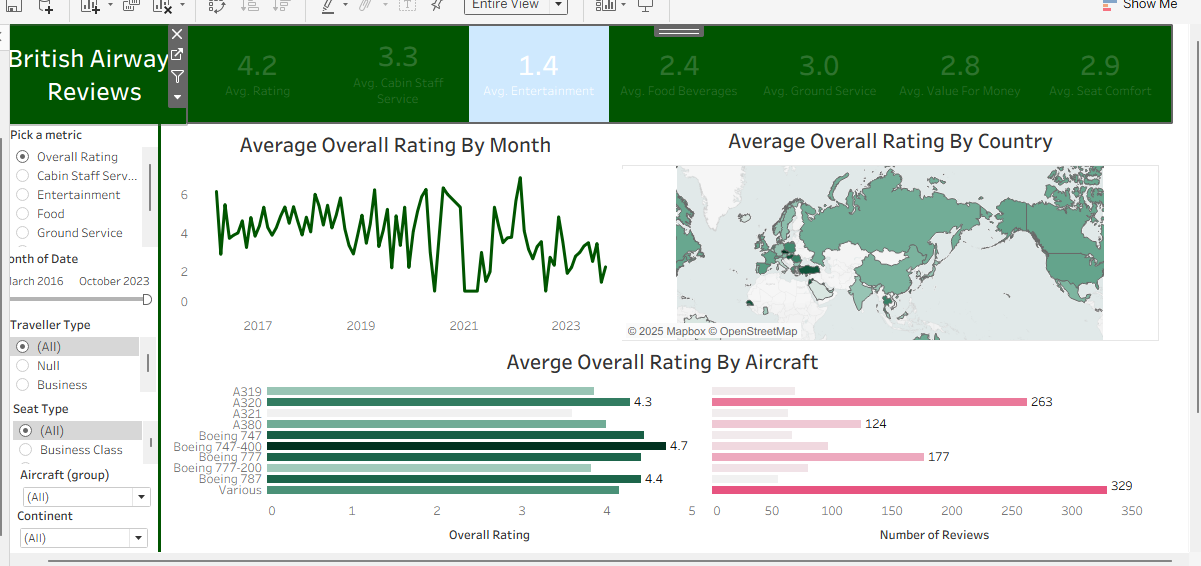 Entire View
Show Me
British Airway
Reviews
4.2
Avg. Rating
3.3
Avg. Cabin Staff
Service
1.4
Avg. Entertainment
2.4
Avg. Food Beverages
3.0
Avg. Ground Service
2.8
Avg. Value For Money
2.9
Avg. Seat Comfort
Pick a metric
Overall Rating
Cabin Staff Serv...
Entertainment
Food
Ground Service
onth of Date
larch 2016 October 2023
Traveller Type
(All)
Null
Business
Seat Type
(All)
Business Class
Aircraft (group)
(All)
Continent
(All)
Average Overall Rating By Month
6
4
2
0
2017 2019 2021 2023
Average Overall Rating By Country
© 2025 Mapbox © OpenStreetMap
Averge Overall Rating By Aircraft
A319
A320 4.3 263
A321
A380 124
Boeing 747
Boeing 747-400 4.7
Boeing 777 177
Boeing 777-200
Boeing 787 4.4
Various 329
0 1 2 3 4 5 0 50 100 150 200 250 300 350
Overall Rating Number of Reviews